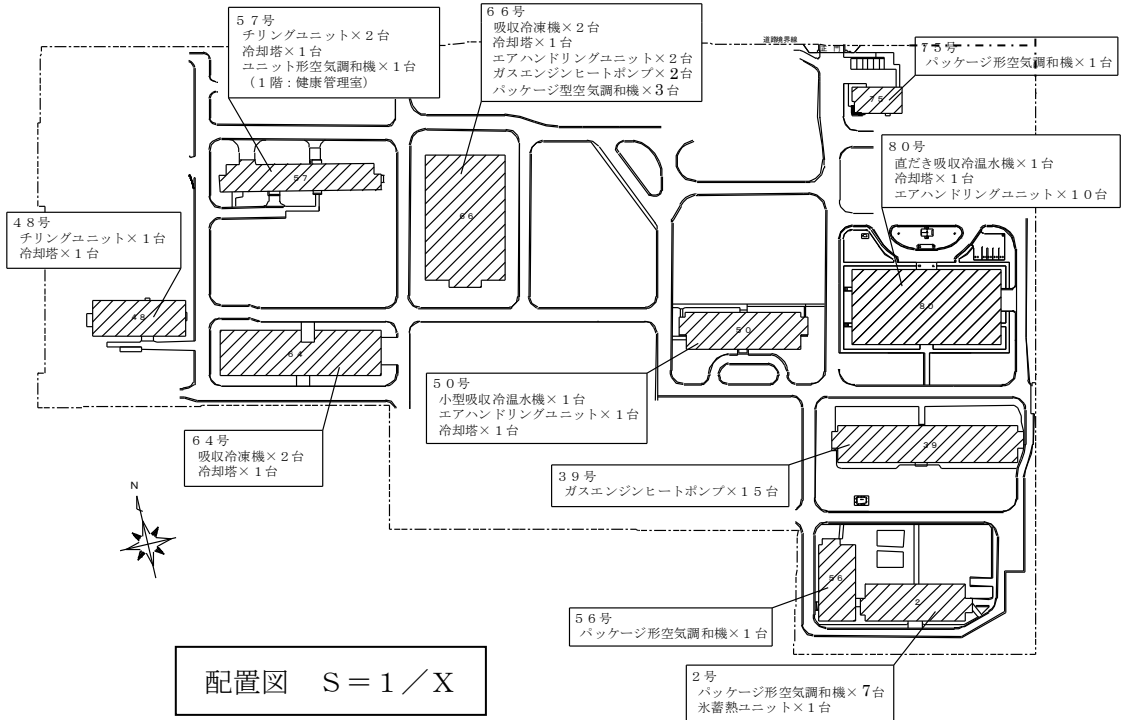 57号
チリングユニット×2台
冷却塔×1台
ユニット形空気調和機×1台
（1階：健康管理室）
66号
吸収冷凍機×2台
冷却塔×1台
エアハンドリングユニット×2台
ガスエンジンヒートポンプ×2台
パッケージ型空気調和機×3台
道路境界線
75号
パッケージ形空気調和機×1台
75
80号
直だき吸収冷温水機×1台
冷却塔×1台
エアハンドリングユニット×10台
57
66
48号
チリングユニット×1台
冷却塔×1台
48
64
50
80
50号
小型吸収冷温水機×1台
エアハンドリングユニット×1台
冷却塔×1台
64号
吸収冷凍機×2台
冷却塔×1台
39
39号
ガスエンジンヒートポンプ×15台
N
56
2
56号
パッケージ形空気調和機×1台
2号
パッケージ形空気調和機×7台
氷蓄熱ユニット×1台
配置図　S＝1／X